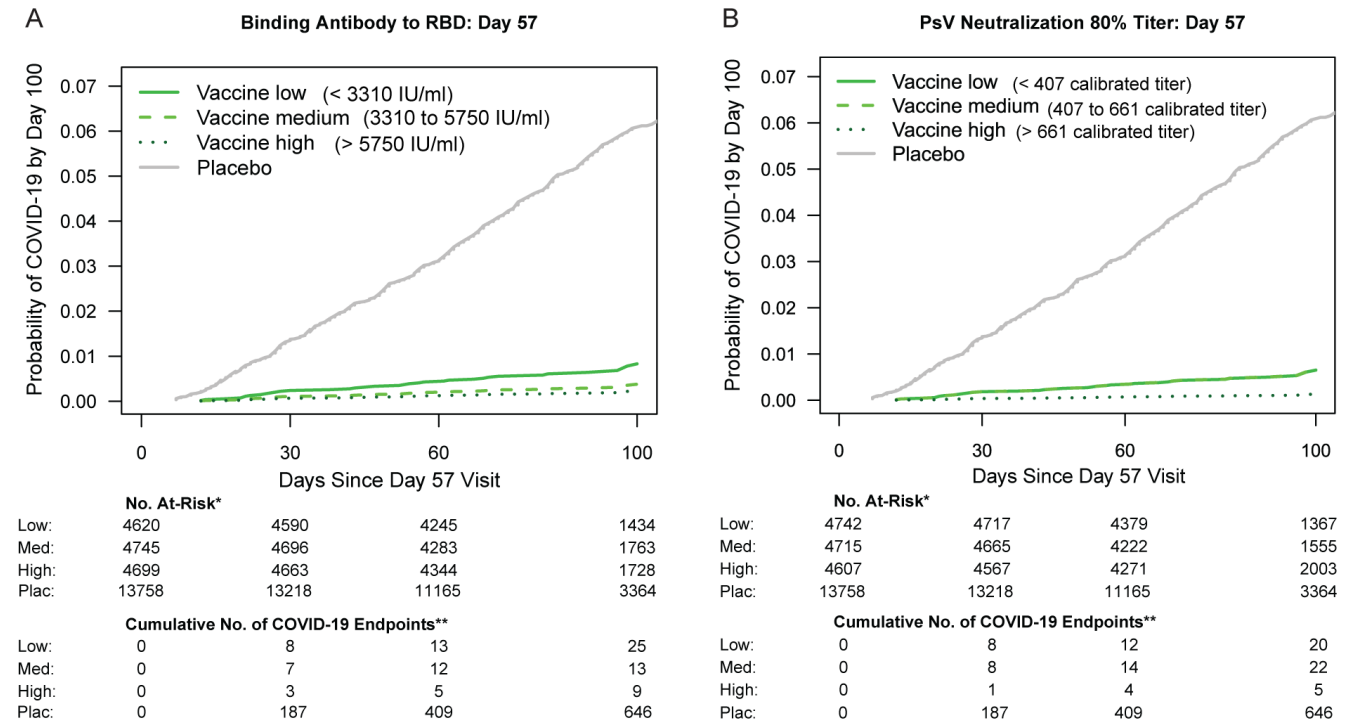 A
Binding Antibody to RBD: Day 57
Probability of COVID-19 by Day 100
0.07
0.06
0.05
0.04
0.03
0.02
0.01
0.00
Vaccine low (< 3310 IU/ml)
Vaccine medium (3310 to 5750 IU/ml)
Vaccine high (> 5750 IU/ml)
Placebo
0 30 60 100
Days Since Day 57 Visit
No. At-Risk*
Low: 4620 4590 4245 1434
Med: 4745 4696 4283 1763
High: 4699 4663 4344 1728
Plac: 13758 13218 11165 3364
Cumulative No. of COVID-19 Endpoints**
Low: 0 8 13 25
Med: 0 7 12 13
High: 0 3 5 9
Plac: 0 187 409 646
B
PsV Neutralization 80% Titer: Day 57
Probability of COVID-19 by Day 100
0.07
0.06
0.05
0.04
0.03
0.02
0.01
0.00
Vaccine low (< 407 calibrated titer)
Vaccine medium (407 to 661 calibrated titer)
Vaccine high (> 661 calibrated titer)
Placebo
0 30 60 100
Days Since Day 57 Visit
No. At-Risk*
Low: 4742 4717 4379 1367
Med: 4715 4665 4222 1555
High: 4607 4567 4271 2003
Plac: 13758 13218 11165 3364
Cumulative No. of COVID-19 Endpoints**
Low: 0 8 12 20
Med: 0 8 14 22
High: 0 1 4 5
Plac: 0 187 409 646